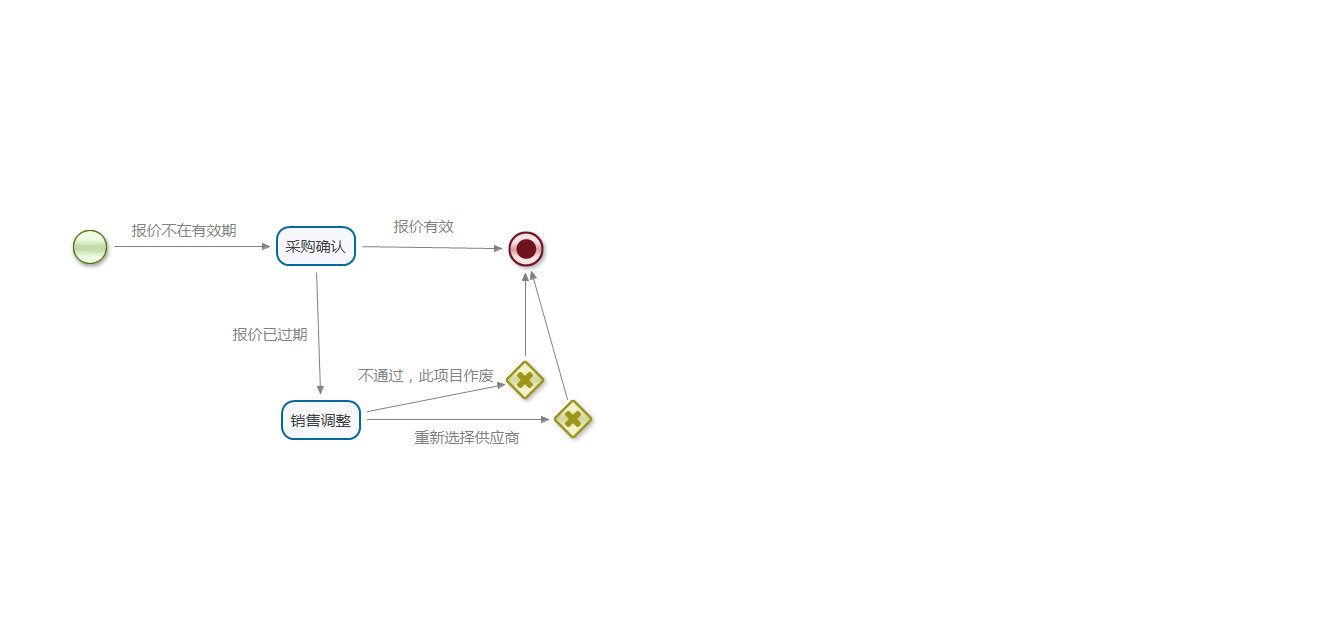 报价不在有效期
采购确认
报价有效
报价已过期
不通过，此项目作废
销售调整
重新选择供应商